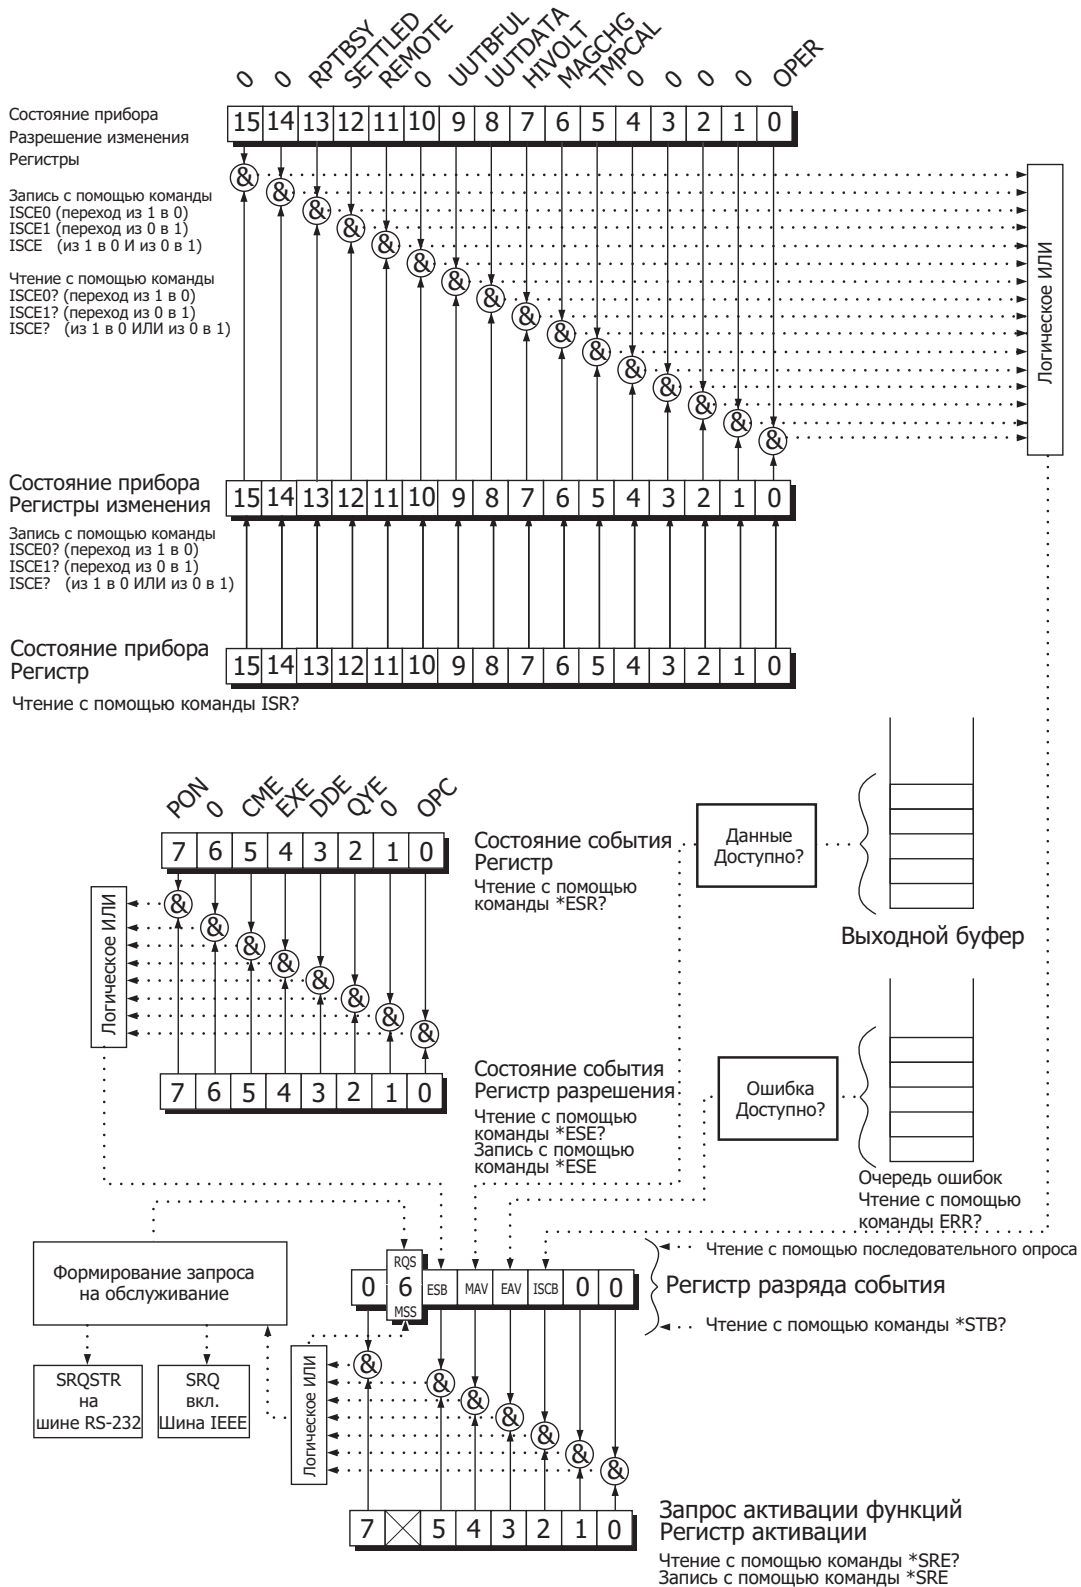 0 0 RPTBSY SETTLED REMOTE 0 UUTBFUL UUTDATA HIVOLT MAGCHG TMPCAL 0 0 0 0 OPER
Состояние прибора
Разрешение изменения
Регистры
15 14 13 12 11 10 9 8 7 6 5 4 3 2 1 0
& & & & & & & & & & & & & & & &
Логическое ИЛИ
Запись с помощью команды
ISCE0 (переход из 1 в 0)
ISCE1 (переход из 0 в 1)
ISCE (из 1 в 0 И из 0 в 1)
Чтение с помощью команды
ISCE0? (переход из 1 в 0)
ISCE1? (переход из 0 в 1)
ISCE? (из 1 в 0 ИЛИ из 0 в 1)
Состояние прибора
Регистры изменения
15 14 13 12 11 10 9 8 7 6 5 4 3 2 1 0
Запись с помощью команды
ISCE0? (переход из 1 в 0)
ISCE1? (переход из 0 в 1)
ISCE? (из 1 в 0 ИЛИ из 0 в 1)
Состояние прибора
Регистр
15 14 13 12 11 10 9 8 7 6 5 4 3 2 1 0
Чтение с помощью команды ISR?
PON 0 CME EXE DDE QYE 0 OPC
7 6 5 4 3 2 1 0
Состояние события
Регистр
Чтение с помощью
команды *ESR?
Данные
Доступно?
Выходной буфер
& & & & & & & &
Логическое ИЛИ
7 6 5 4 3 2 1 0
Состояние события
Регистр разрешения
Чтение с помощью
команды *ESE?
Запись с помощью
команды *ESE
Ошибка
Доступно?
Очередь ошибок
Чтение с помощью
команды ERR?
Формирование запроса
на обслуживание
SRQSTR
на
шине RS-232
SRQ
вкл.
Шина IEEE
RQS
0 6 ESB MAV EAV ISCB 0 0
MSS
Чтение с помощью последовательного опроса
Регистр разряда события
Чтение с помощью команды *STB?
& & & & & & &
Логическое ИЛИ
7 5 4 3 2 1 0
Запрос активации функций
Регистр активации
Чтение с помощью команды *SRE?
Запись с помощью команды *SRE